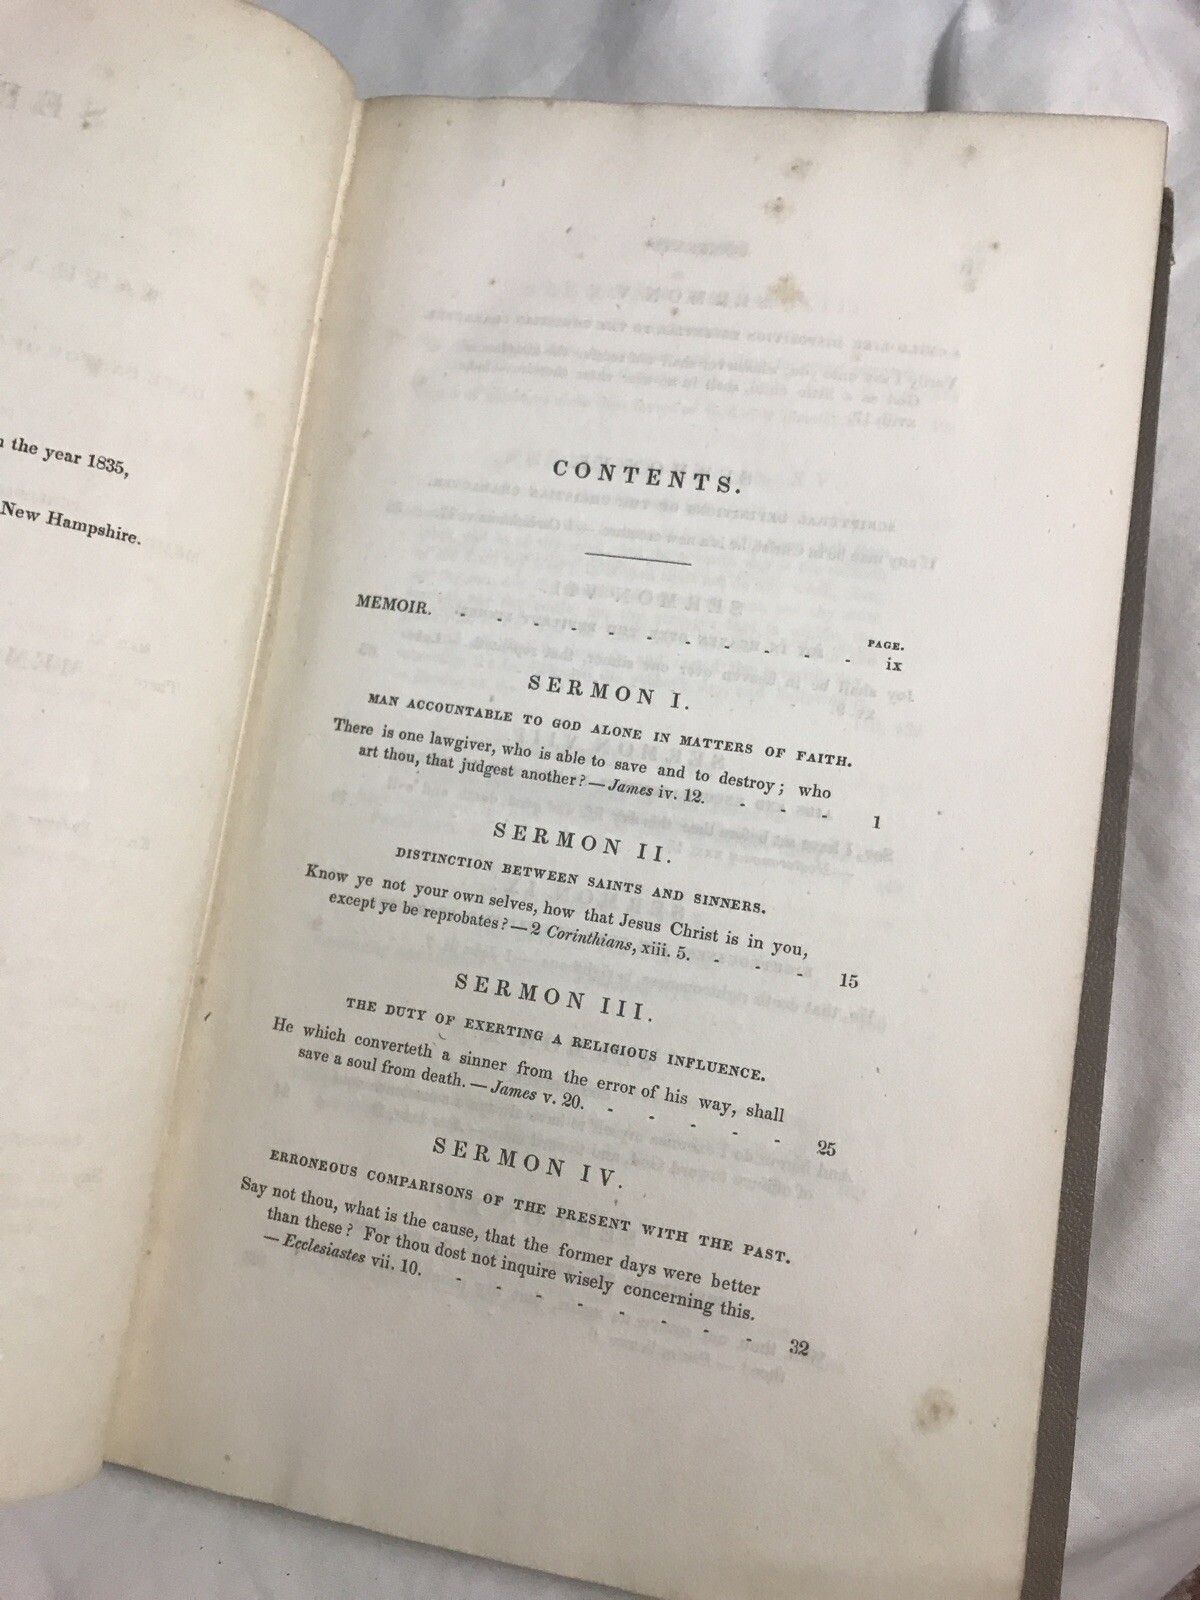 n the year 1835,
New Hampshire.
CONTENTS.
PAGE.
MEMOIR. - - - - - - - - - - - ix
SERMON I.
MAN ACCOUNTABLE TO GOD ALONE IN MATTERS OF FAITH.
There is one lawgiver, who is able to save and to destroy; who
art thou, that judgest another?—James iv. 12. - - - 1
SERMON II.
DISTINCTION BETWEEN SAINTS AND SINNERS.
Know ye not your own selves, how that Jesus Christ is in you,
except ye be reprobates?—2 Corinthians, xiii. 5. - - - 15
SERMON III.
THE DUTY OF EXERTING A RELIGIOUS INFLUENCE.
He which converteth a sinner from the error of his way, shall
save a soul from death.—James v. 20. - - - - - 25
SERMON IV.
ERRONEOUS COMPARISONS OF THE PRESENT WITH THE PAST.
Say not thou, what is the cause, that the former days were better
than these? For thou dost not inquire wisely concerning this.
—Ecclesiastes vii. 10. - - - - - - - - 32